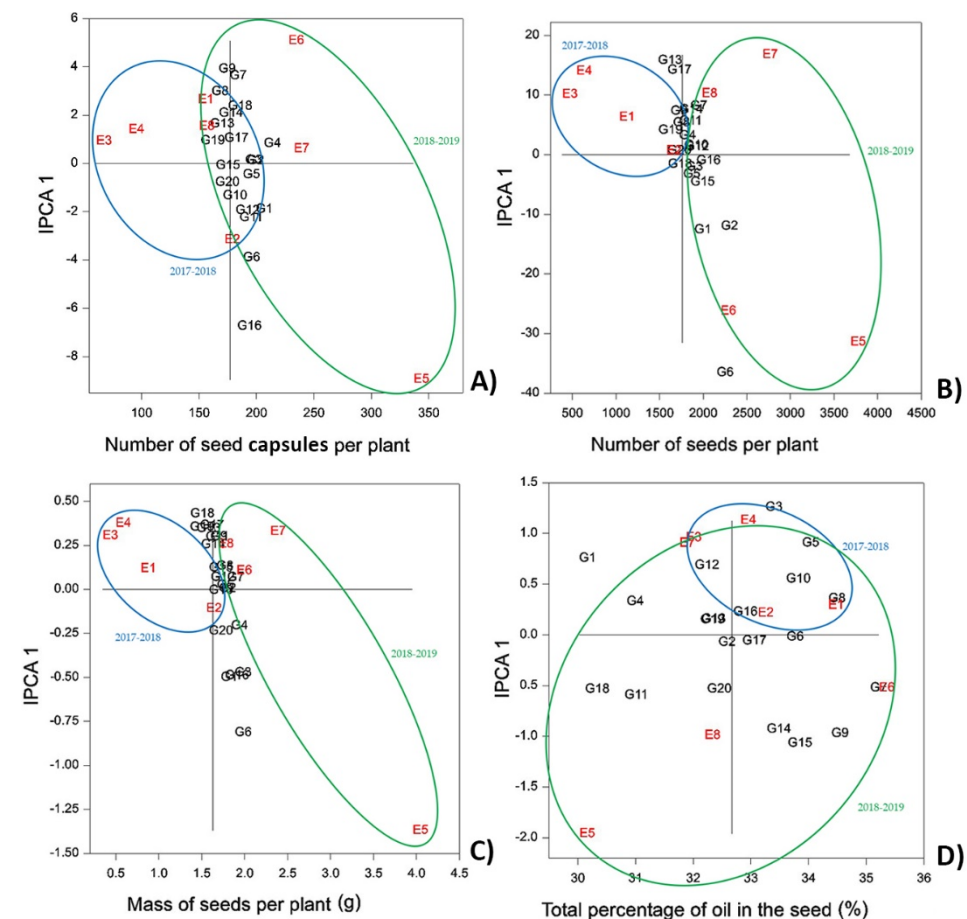 6
4
2
0
-2
-4
-6
-8
IPCA 1
E6
G9
G7
G8
E1
G18
G14
G13
E8
E4
G17
E3
G19
G4
E7
G5
G15
G20
G10
G12
G1
G11
E2
G6
G16
E5
2017-2018
2018-2019
100
150
200
250
300
350
A)
Number of seed capsules per plant
20
10
0
-10
-20
-30
-40
IPCA 1
2017-2018
G13
E7
E4
G17
E3
E8
G7
E1
G19
2018-2019
G16
G15
G1
G2
E6
E5
G6
500
1000
1500
2000
2500
3000
3500
4000
4500
B)
Number of seeds per plant
0.50
0.25
0.00
-0.25
-0.50
-0.75
-1.00
-1.25
-1.50
IPCA 1
G18
E4
E3
E7
E1
E6
E2
G4
G20
2017-2018
2018-2019
G6
E5
0.5
1.0
1.5
2.0
2.5
3.0
3.5
4.0
4.5
C)
Mass of seeds per plant (g)
1.5
1.0
0.5
0.0
-0.5
-1.0
-1.5
-2.0
IPCA 1
G3
E4
E7
G5
2017-2018
G1
G12
G10
G4
G8
E1
G16
E2
G2
G17
G6
G18
G11
G20
E6
E8
G14
G15
G9
2018-2019
E5
30
31
32
33
34
35
36
D)
Total percentage of oil in the seed (%)